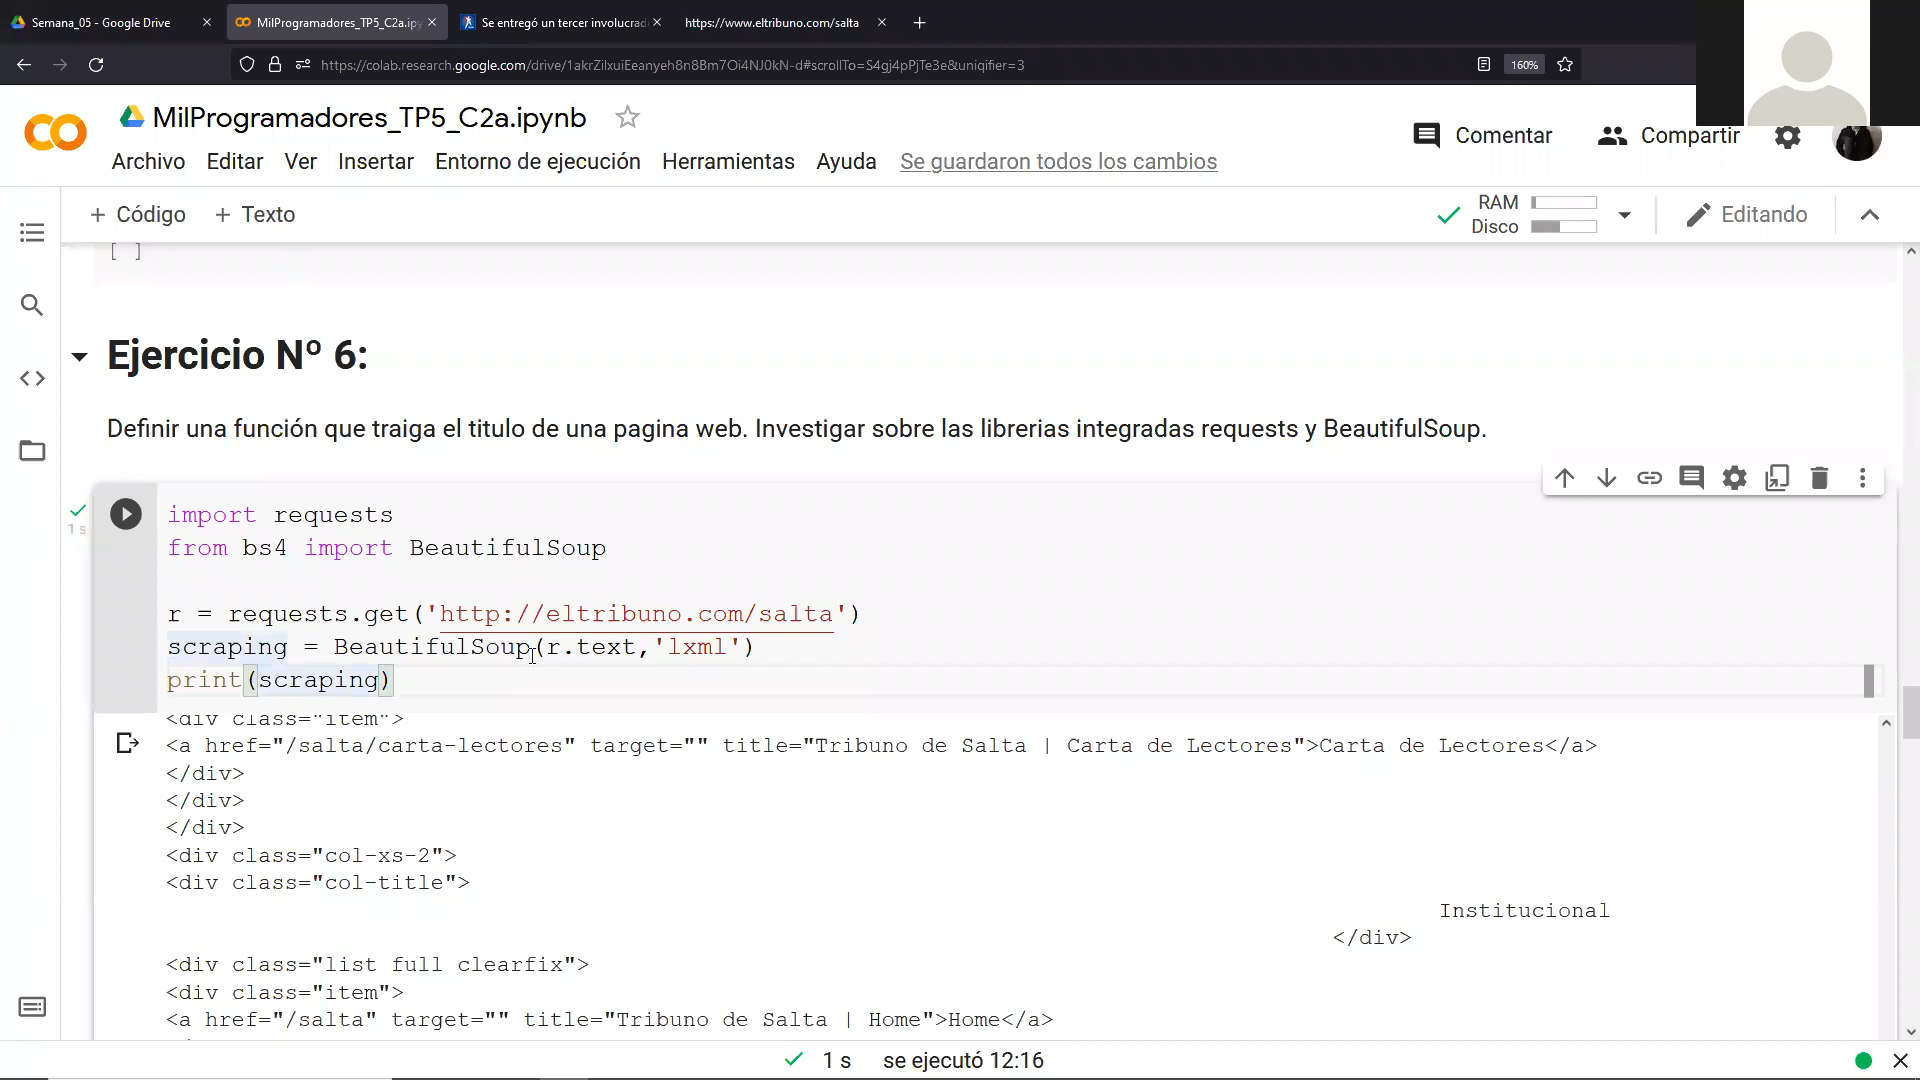 Semana_05 - Google Drive
MilProgramadores_TP5_C2a.ipy
Se entregó un tercer involucrad
https://www.eltribuno.com/salta
https://colab.research.google.com/drive/1akrZilxuiEeanyeh8n8Bm7Oi4NJ0kN-d#scrollTo=S4gj4pPjTe3e&uniqifier=3
160%
MilProgramadores_TP5_C2a.ipynb
Comentar
Compartir
Archivo Editar Ver Insertar Entorno de ejecución Herramientas Ayuda Se guardaron todos los cambios
+ Código + Texto
RAM
Disco
Editando
[ ]
Ejercicio Nº 6:
Definir una función que traiga el titulo de una pagina web. Investigar sobre las librerias integradas requests y BeautifulSoup.
1 s
import requests
from bs4 import BeautifulSoup
r = requests.get('http://eltribuno.com/salta')
scraping = BeautifulSoup(r.text,'lxml')
print(scraping)
<div class="item">
<a href="/salta/carta-lectores" target="" title="Tribuno de Salta | Carta de Lectores">Carta de Lectores</a>
</div>
</div>
</div>
<div class="col-xs-2">
<div class="col-title">
Institucional
</div>
<div class="list full clearfix">
<div class="item">
<a href="/salta" target="" title="Tribuno de Salta | Home">Home</a>
1 s se ejecutó 12:16